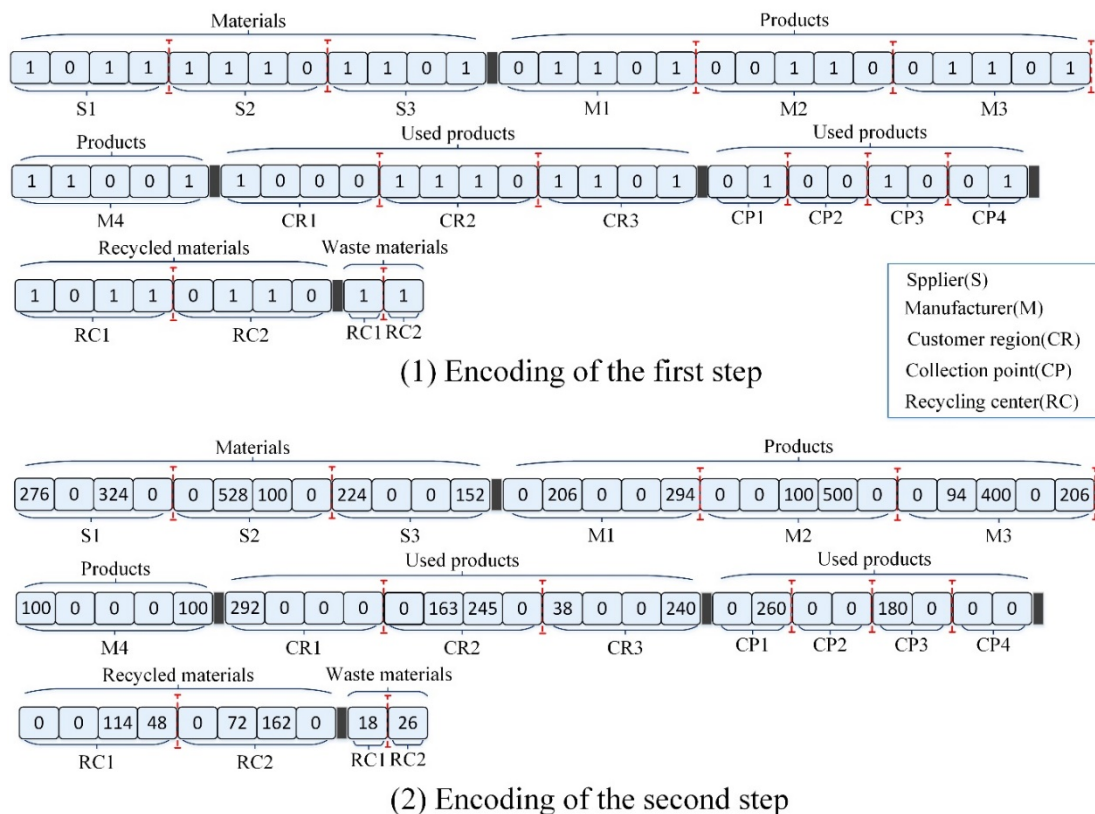 Materials Products
1 0 1 1 1 1 1 0 1 1 0 1 0 1 1 0 1 0 0 1 1 0 0 1 1 0 1
S1 S2 S3 M1 M2 M3
Products Used products Used products
1 1 0 0 1 1 0 0 0 1 1 1 0 1 1 0 1 0 1 0 0 1 0 0 1
M4 CR1 CR2 CR3 CP1 CP2 CP3 CP4
Recycled materials Waste materials
1 0 1 1 0 1 1 0 1 1
RC1 RC2 RC1 RC2
Spplier(S)
Manufacturer(M)
Customer region(CR)
Collection point(CP)
Recycling center(RC)
(1) Encoding of the first step
Materials Products
276 0 324 0 0 528 100 0 224 0 0 152 0 206 0 0 294 0 0 100 500 0 0 94 400 0 206
S1 S2 S3 M1 M2 M3
Products Used products Used products
100 0 0 0 100 292 0 0 0 0 163 245 0 38 0 0 240 0 260 0 0 180 0 0 0
M4 CR1 CR2 CR3 CP1 CP2 CP3 CP4
Recycled materials Waste materials
0 0 114 48 0 72 162 0 18 26
RC1 RC2 RC1 RC2
(2) Encoding of the second step